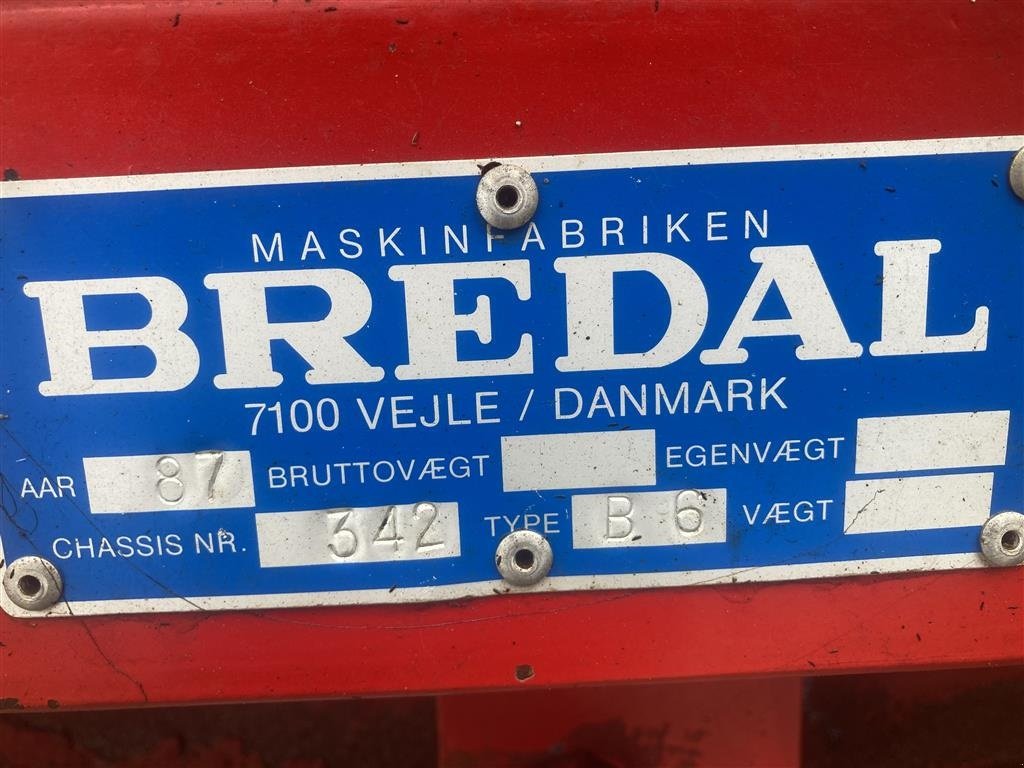 MASKINFABRIKEN
BREDAL
7100 VEJLE / DANMARK
AAR 87 BRUTTOVÆGT EGENVÆGT
CHASSIS NR. 342 TYPE B 6 VÆGT